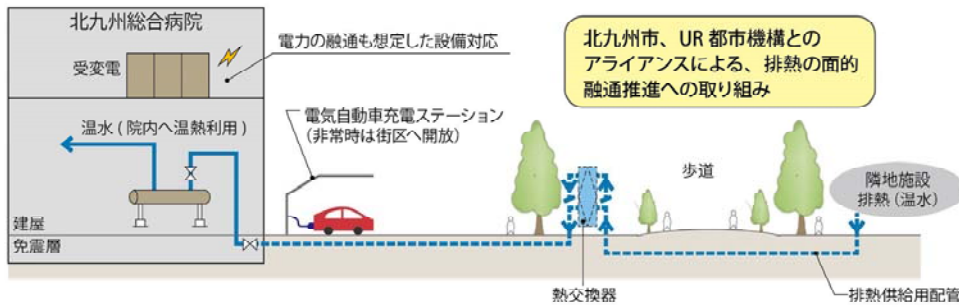 北九州総合病院
受変電
電力の融通も想定した設備対応
北九州市、UR 都市機構との
アライアンスによる、排熱の面的
融通推進への取り組み
温水 ( 院内へ温熱利用 )
電気自動車充電ステーション
(非常時は街区へ開放)
歩道
隣地施設
排熱 (温水)
建屋
免震層
熱交換器
排熱供給用配管